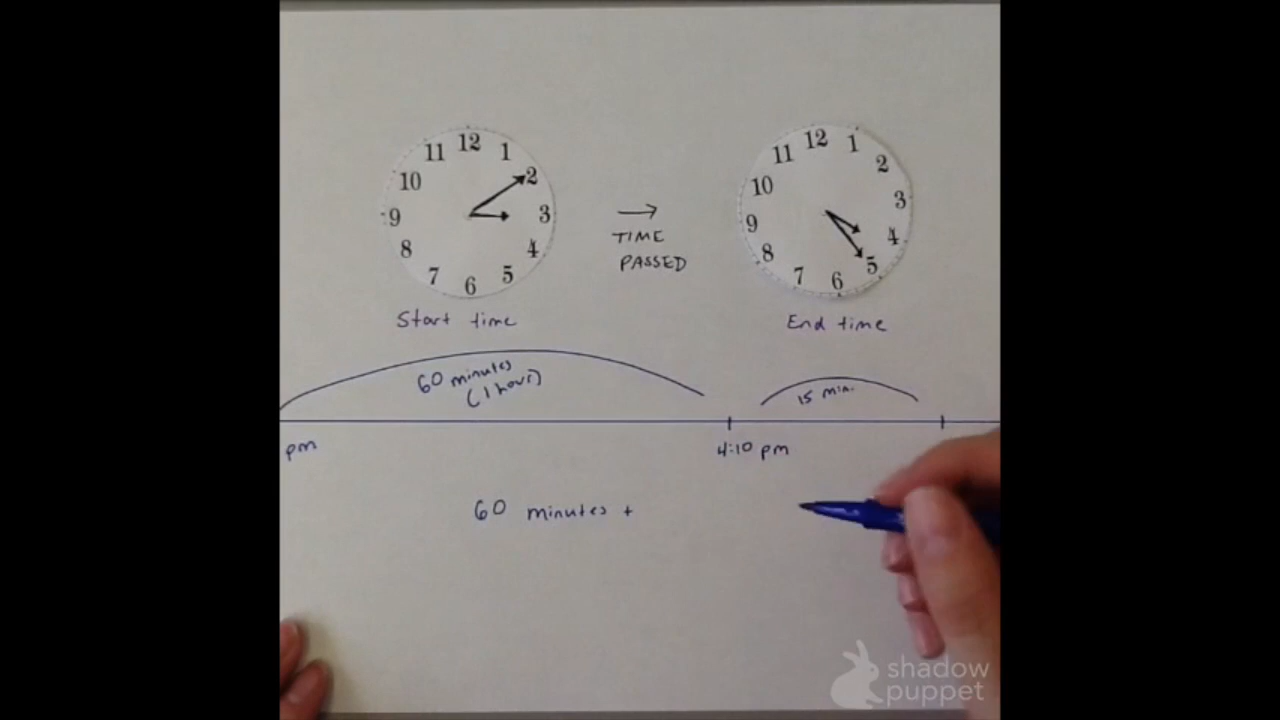 12
11
1
10
2
9
3
8
4
7
5
6
Start time
TIME
PASSED
12
11
1
10
2
9
3
8
4
7
5
6
End time
60 minutes
(1 hour)
15 min.
pm
4:10 pm
60 minutes +
shadow
puppet